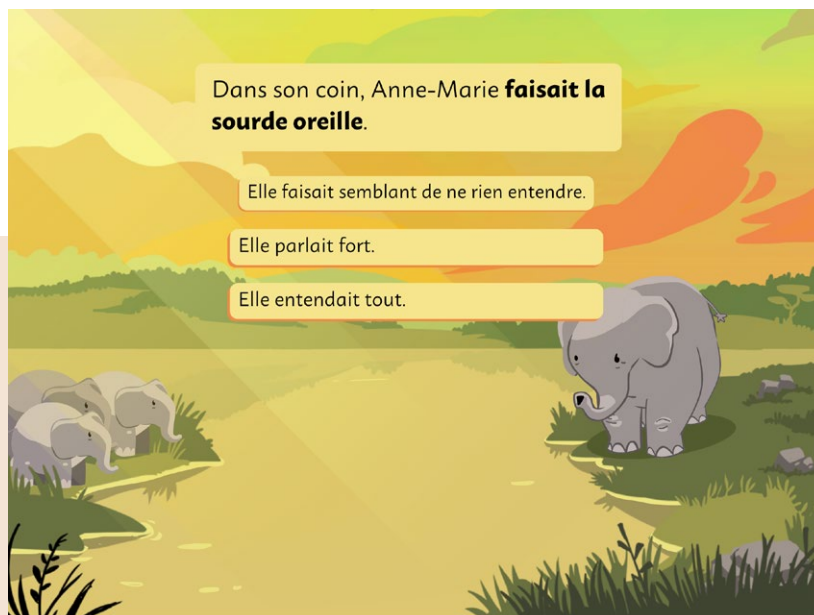 Dans son coin, Anne-Marie faisait la
sourde oreille.
Elle faisait semblant de ne rien entendre.
Elle parlait fort.
Elle entendait tout.